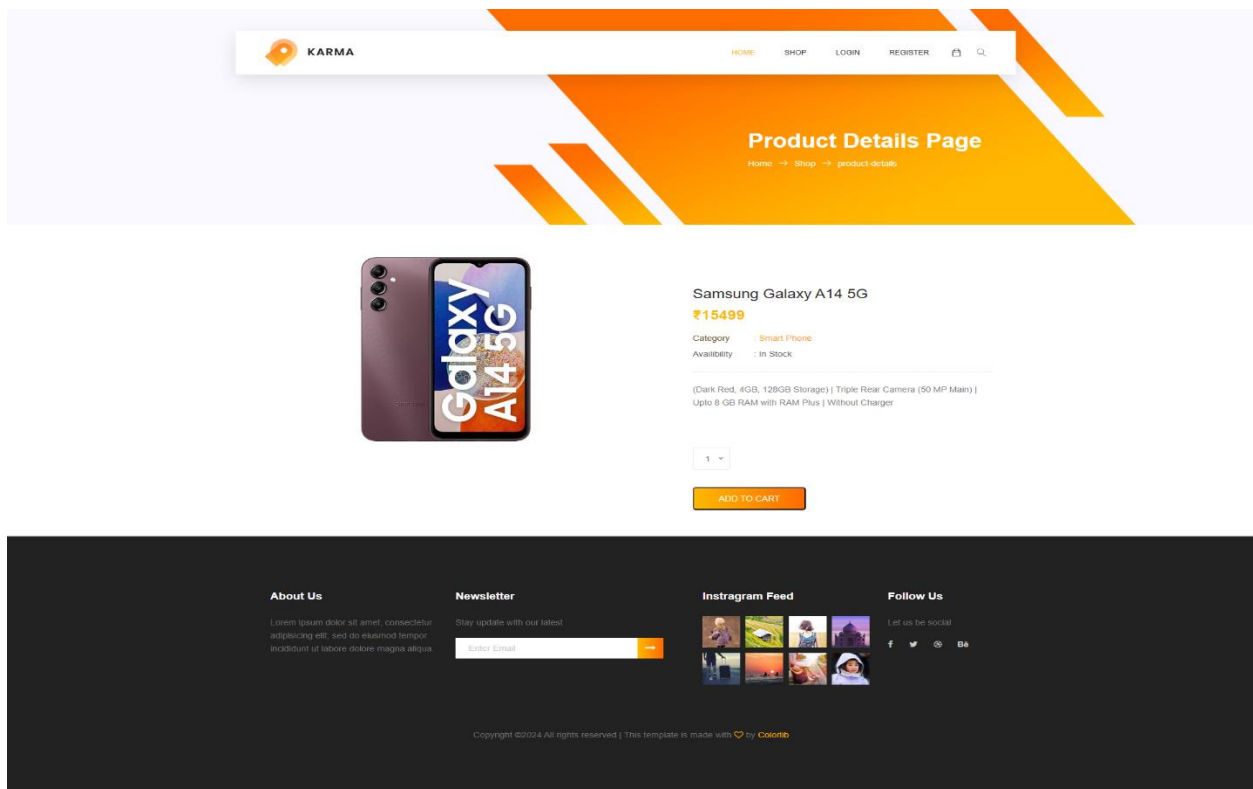 KARMA
HOME SHOP LOGIN REGISTER
Product Details Page
Home → Shop → product-details
Galaxy
A14 5G
Samsung Galaxy A14 5G
₹15499
Category : Smart Phone
Availibility : In Stock
(Dark Red, 4GB, 128GB Storage) | Triple Rear Camera (50 MP Main) |
Upto 8 GB RAM with RAM Plus | Without Charger
1
ADD TO CART
About Us
Lorem ipsum dolor sit amet, consectetur
adipisicing elit, sed do eiusmod tempor
incididunt ut labore dolore magna aliqua.
Newsletter
Stay update with our latest
Enter Email
Instragram Feed
Follow Us
Let us be social
Copyright ©2024 All rights reserved | This template is made with ♡ by Colorlib